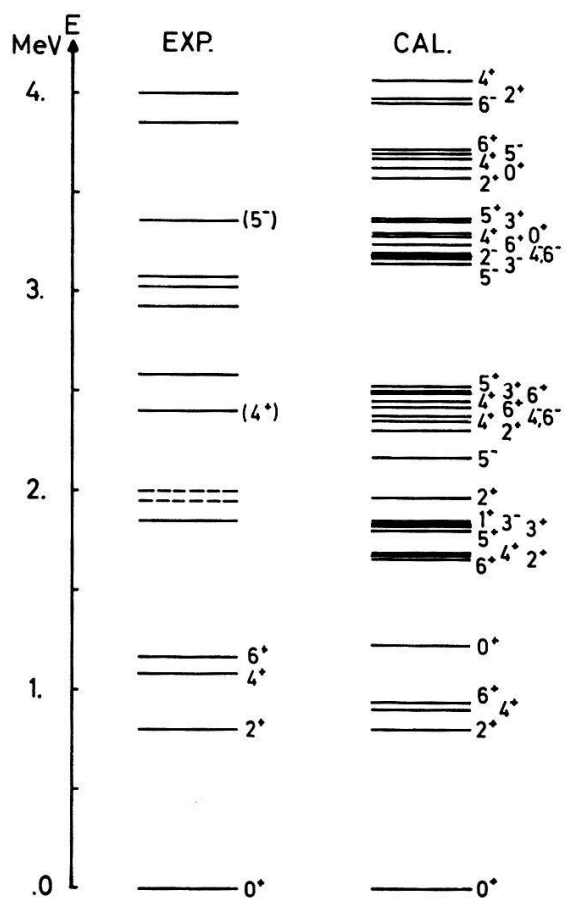 E
MeV EXP. CAL.
4⁺
4.
6⁻ 2⁺
6⁺ 5⁻
4⁺ 0⁺
2⁺
(5⁻) 5⁺ 3⁺
4⁺ 6⁺ 0⁺
2⁻ 3⁻ 4⁻,6⁻
5⁻
3.
5⁺ 3⁺ 6⁺
(4⁺) 4⁺ 6⁺ 4⁻,6⁻
4⁺ 2⁺
5⁻
2. 2⁺
1⁺ 3⁻ 3⁺
5⁺
6⁺ 4⁺ 2⁺
0⁺
6⁺ 6⁺
4⁺ 4⁺
1.
2⁺ 2⁺
.0 0⁺ 0⁺